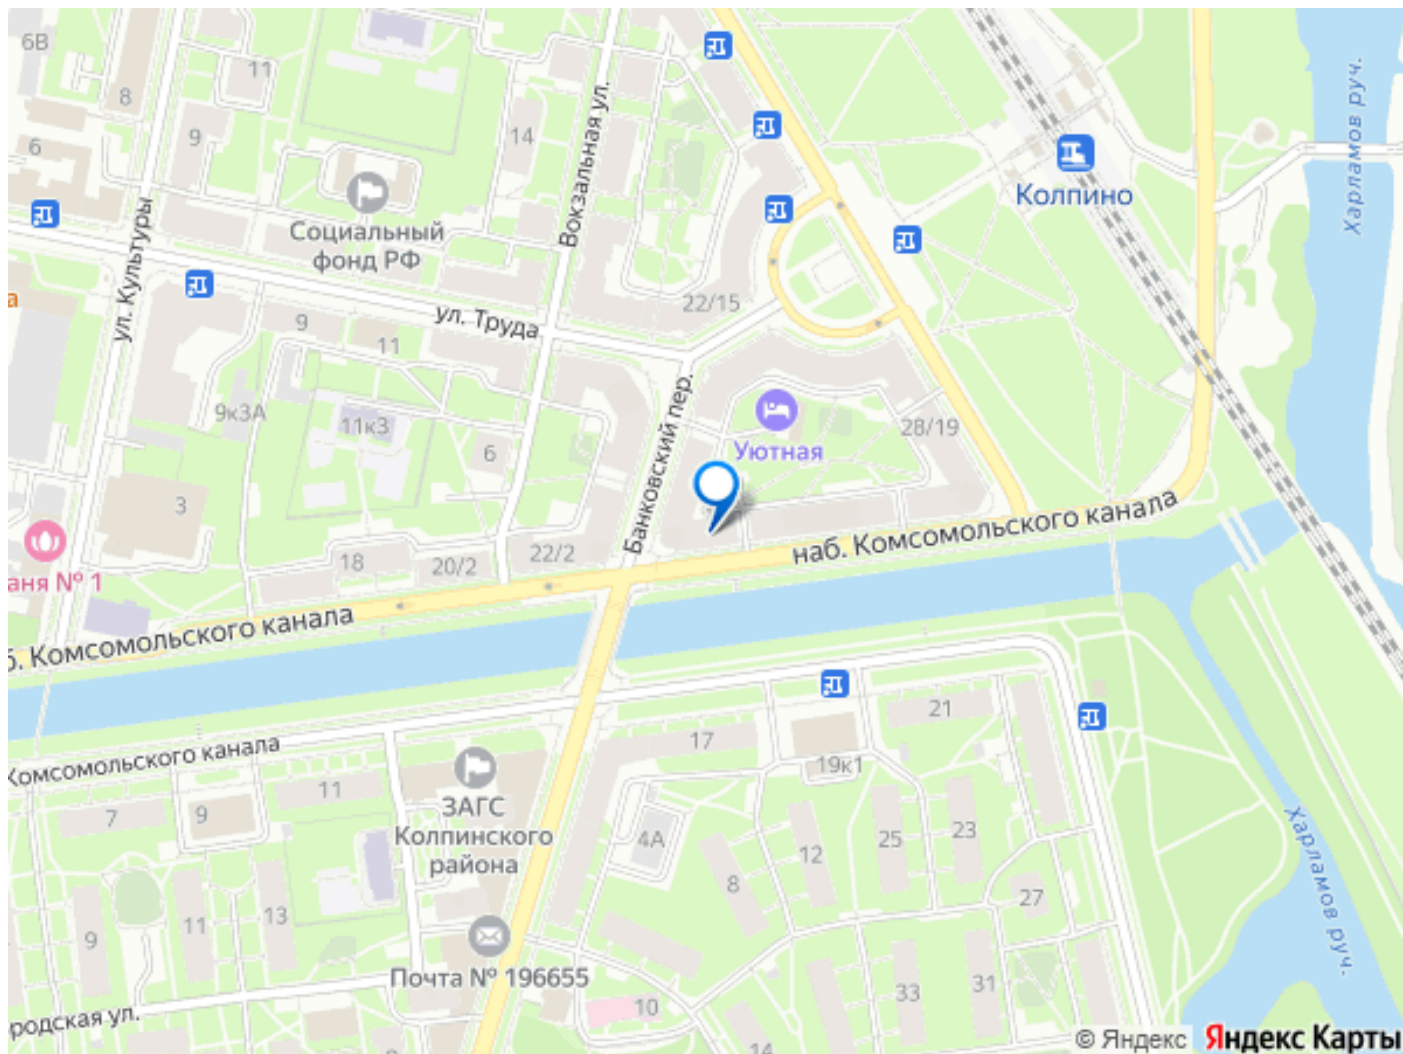 6В
11
8
9
14
6
Вокзальная ул.
Харламов руч.
Колпино
Социальный
фонд РФ
ул. Культуры
а
22/15
ул. Труда
9
11
9к3А
11к3
6
Банковский пер.
Уютная
28/19
3
аня № 1
18
20/2
22/2
наб. Комсомольского канала
б. Комсомольского канала
Комсомольского канала
21
17
19к1
ЗАГС
Колпинского
района
11
7
9
4А
12
25
23
8
27
Харламов руч.
13
11
9
Почта № 196655
10
33
31
ородская ул.
14
© Яндекс
Яндекс Карты